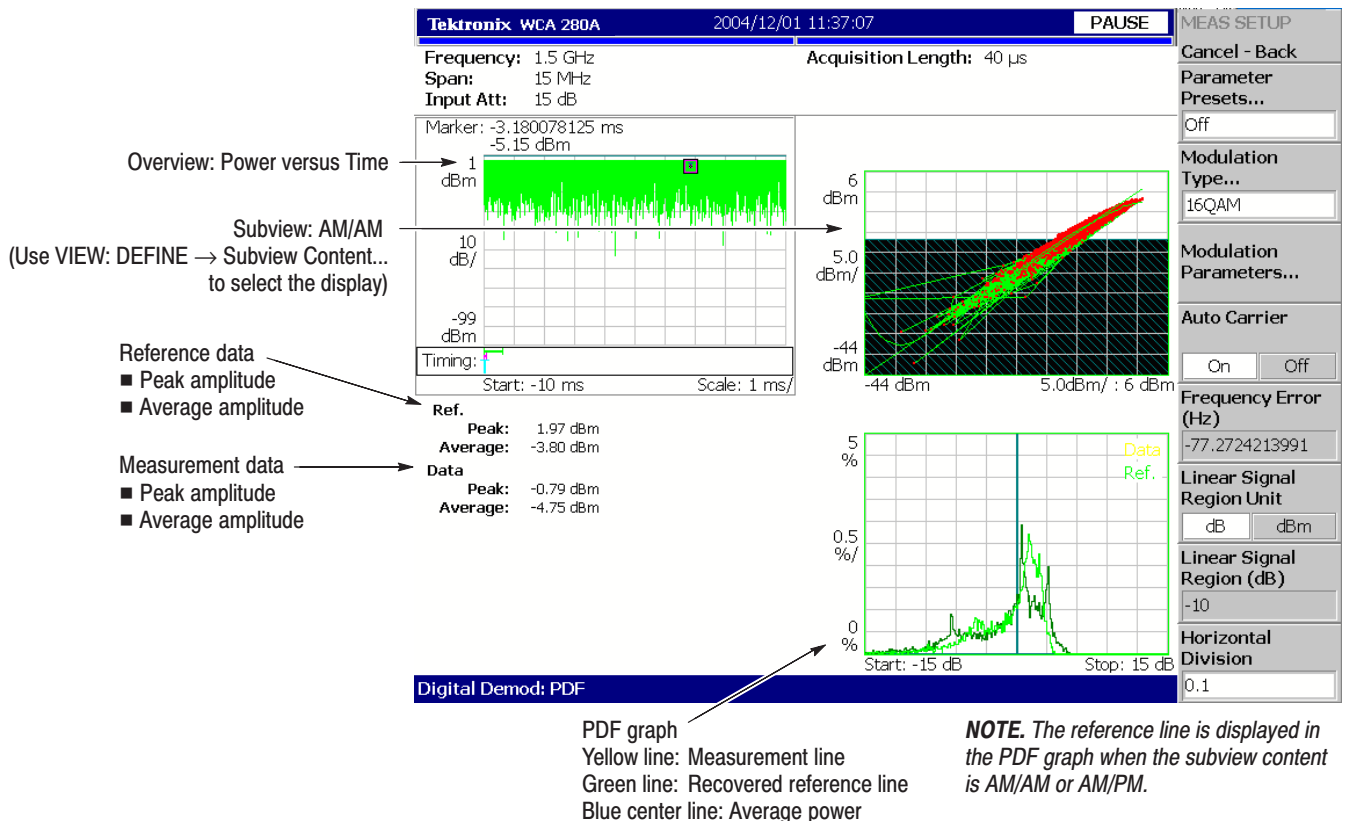 Tektronix WCA 280A 2004/12/01 11:37:07 PAUSE
Frequency: 1.5 GHz
Span: 15 MHz
Input Att: 15 dB
Acquisition Length: 40 µs
Marker: -3.180078125 ms
-5.15 dBm
1
dBm
10
dB/
-99
dBm
Timing:
Start: -10 ms Scale: 1 ms/
6
dBm
5.0
dBm/
-44
dBm
-44 dBm 5.0dBm/ : 6 dBm
Ref.
Peak: 1.97 dBm
Average: -3.80 dBm
Data
Peak: -0.79 dBm
Average: -4.75 dBm
5
%
Data
Ref.
0.5
%/
0
%
Start: -15 dB Stop: 15 dB
Digital Demod: PDF
MEAS SETUP
Cancel - Back
Parameter
Presets...
Off
Modulation
Type...
16QAM
Modulation
Parameters...
Auto Carrier
On Off
Frequency Error
(Hz)
-77.2724213991
Linear Signal
Region Unit
dB dBm
Linear Signal
Region (dB)
-10
Horizontal
Division
0.1
Overview: Power versus Time
Subview: AM/AM
(Use VIEW: DEFINE → Subview Content...
to select the display)
Reference data
■ Peak amplitude
■ Average amplitude
Measurement data
■ Peak amplitude
■ Average amplitude
PDF graph
Yellow line: Measurement line
Green line: Recovered reference line
Blue center line: Average power
NOTE. The reference line is displayed in
the PDF graph when the subview content
is AM/AM or AM/PM.